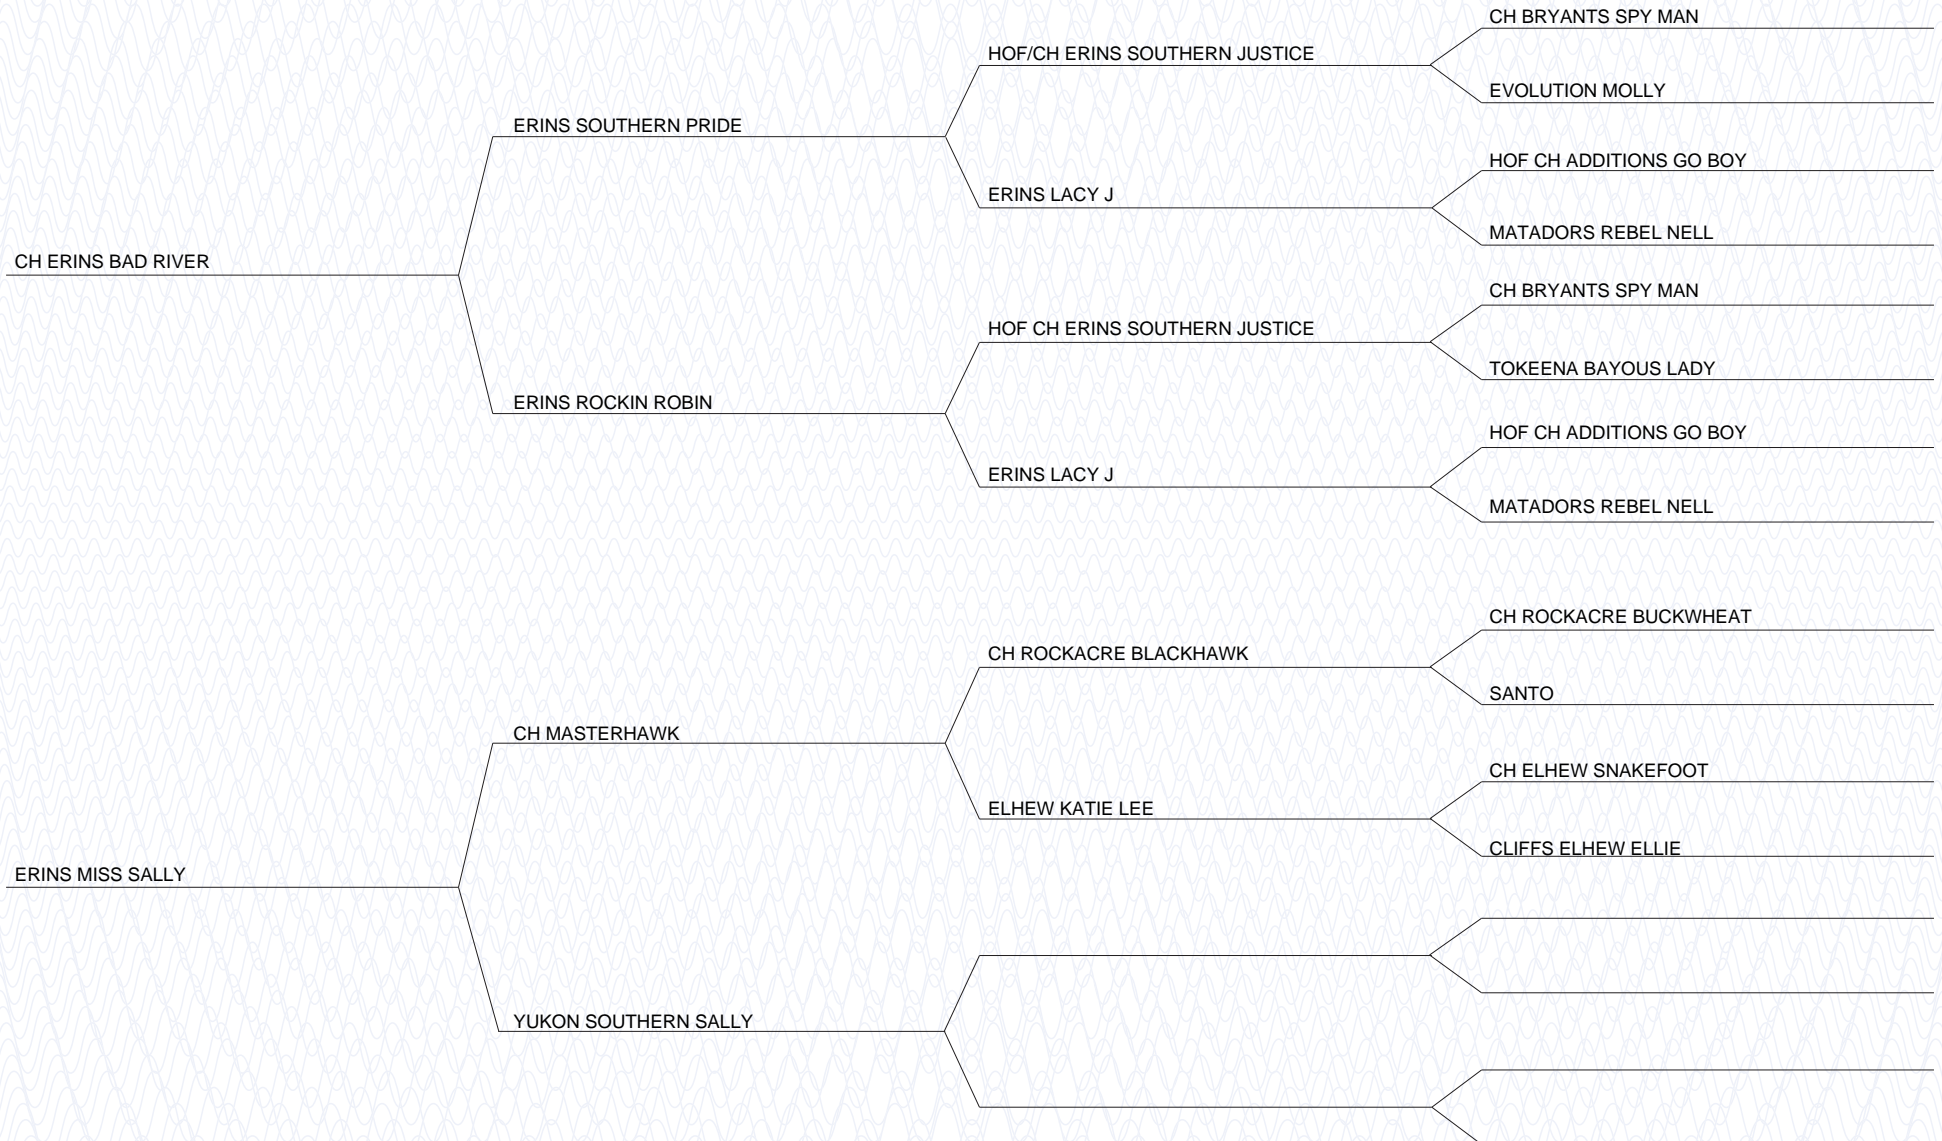 CH BRYANTS SPY MAN
HOF/CH ERINS SOUTHERN JUSTICE
EVOLUTION MOLLY
ERINS SOUTHERN PRIDE
HOF CH ADDITIONS GO BOY
ERINS LACY J
MATADORS REBEL NELL
CH ERINS BAD RIVER
CH BRYANTS SPY MAN
HOF CH ERINS SOUTHERN JUSTICE
TOKEENA BAYOUS LADY
ERINS ROCKIN ROBIN
HOF CH ADDITIONS GO BOY
ERINS LACY J
MATADORS REBEL NELL
CH ROCKACRE BUCKWHEAT
CH ROCKACRE BLACKHAWK
SANTO
CH MASTERHAWK
CH ELHEW SNAKEFOOT
ELHEW KATIE LEE
CLIFFS ELHEW ELLIE
ERINS MISS SALLY
YUKON SOUTHERN SALLY